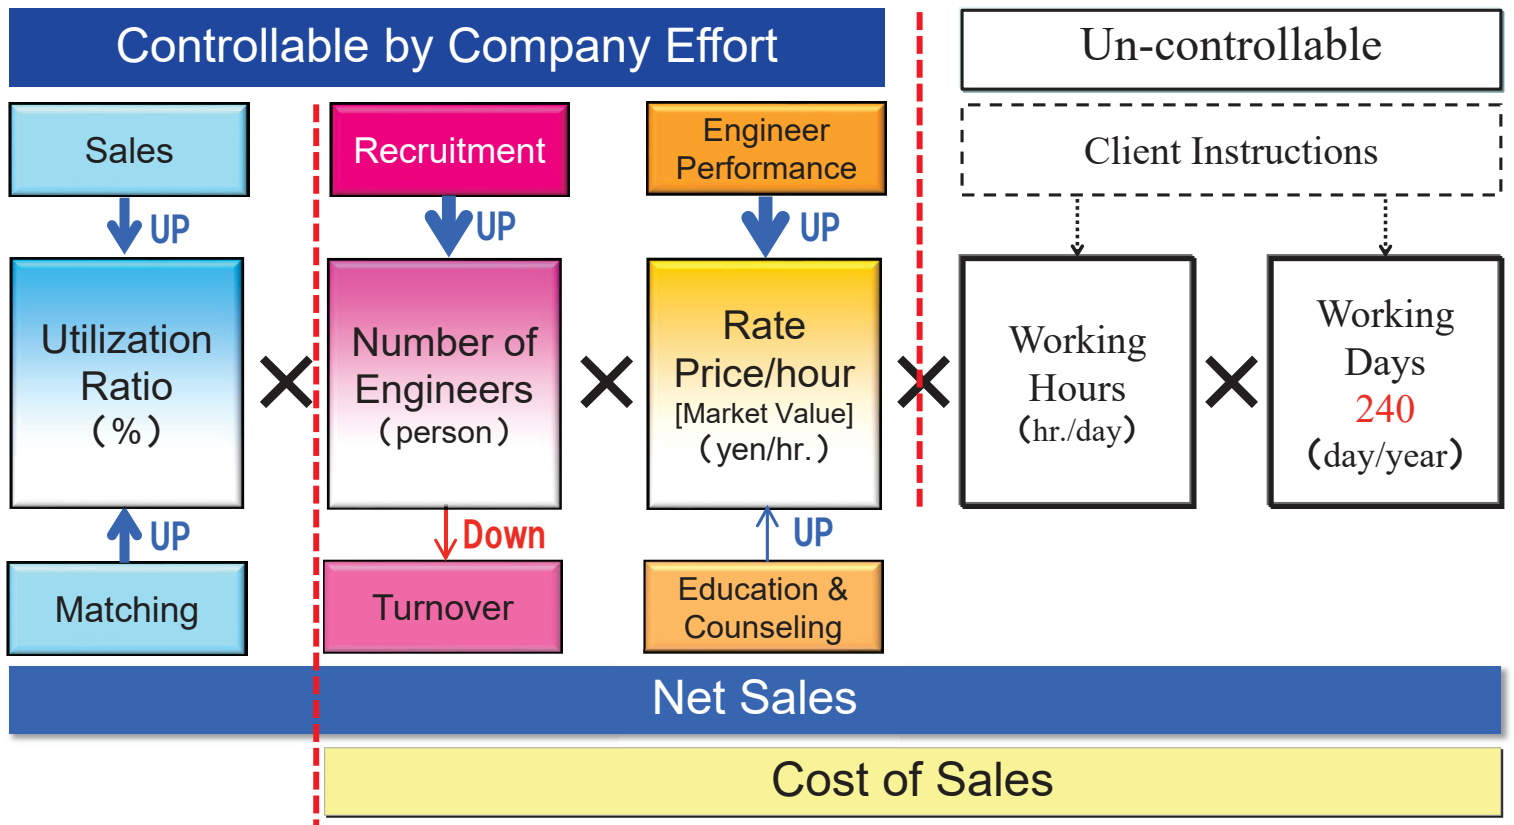 Controllable by Company Effort
Un-controllable
Sales
Recruitment
Engineer
Performance
Client Instructions
UP
UP
UP
Utilization
Ratio
(%)
×
Number of
Engineers
(person)
×
Rate
Price/hour
[Market Value]
(yen/hr.)
×
Working
Hours
(hr./day)
×
Working
Days
240
(day/year)
UP
Down
UP
Matching
Turnover
Education &
Counseling
Net Sales
Cost of Sales